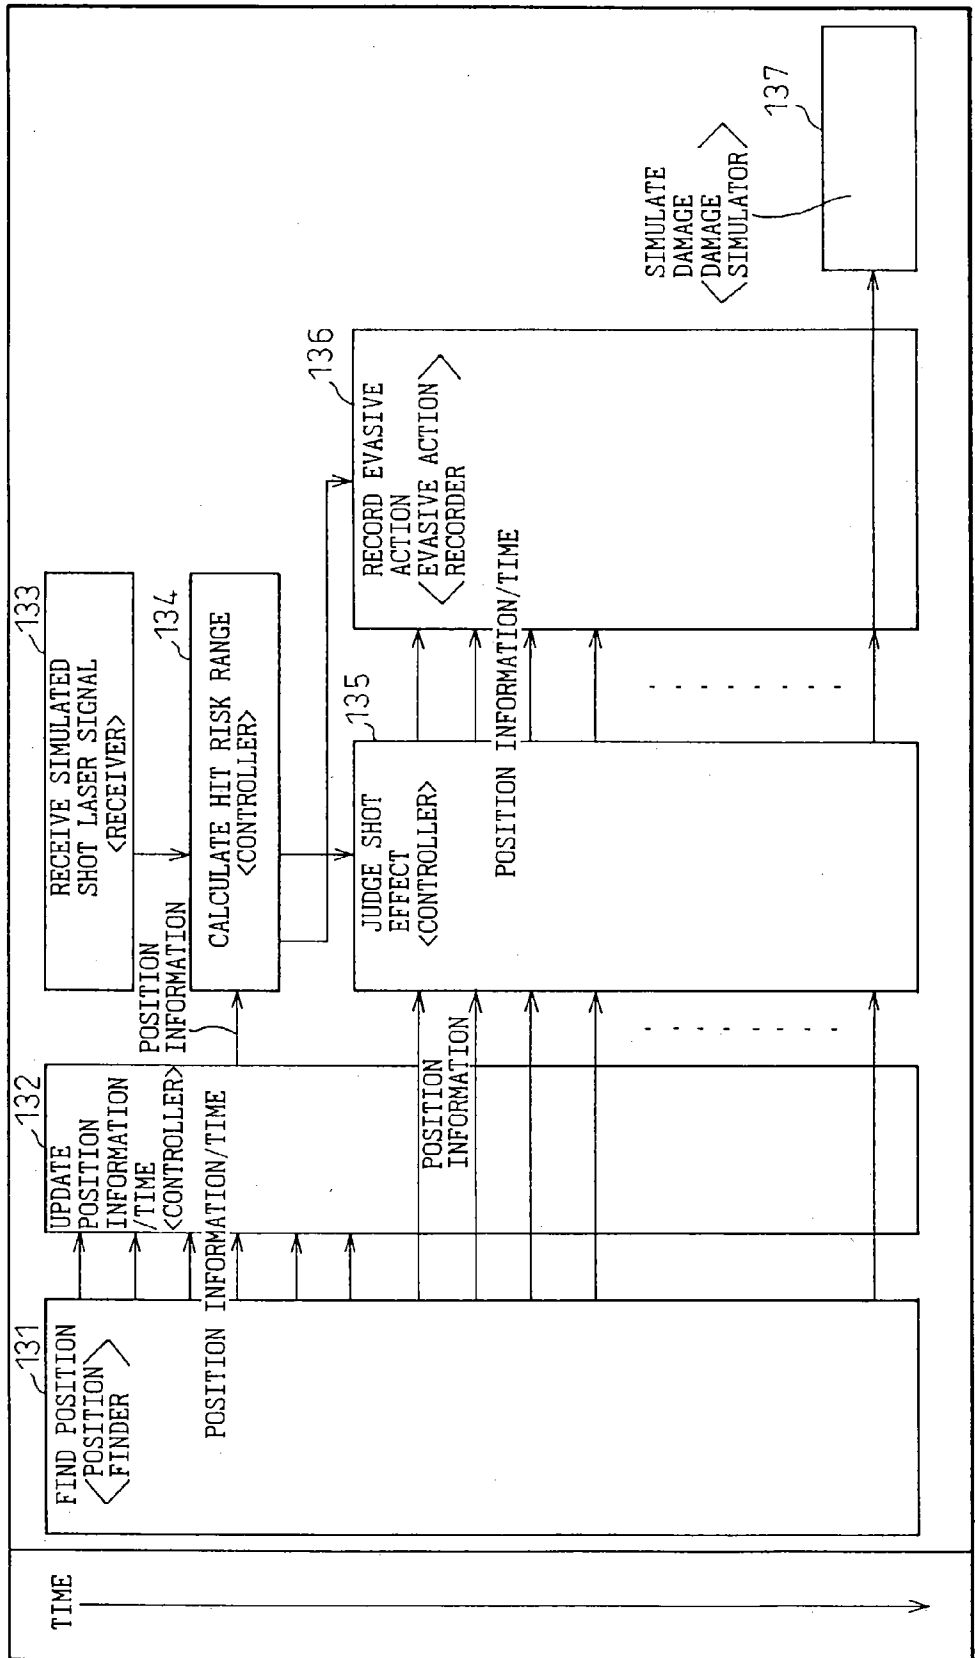 TIME
131
FIND POSITION
<POSITION
FINDER>
POSITION INFORMATION/TIME
132
UPDATE
POSITION
INFORMATION
/TIME
<CONTROLLER>
POSITION
INFORMATION
POSITION
INFORMATION
133
RECEIVE SIMULATED
SHOT LASER SIGNAL
<RECEIVER>
134
CALCULATE HIT RISK RANGE
<CONTROLLER>
135
JUDGE SHOT
EFFECT
<CONTROLLER>
POSITION INFORMATION/TIME
136
RECORD EVASIVE
ACTION
<EVASIVE ACTION
RECORDER>
SIMULATE
DAMAGE
<DAMAGE
SIMULATOR>
137